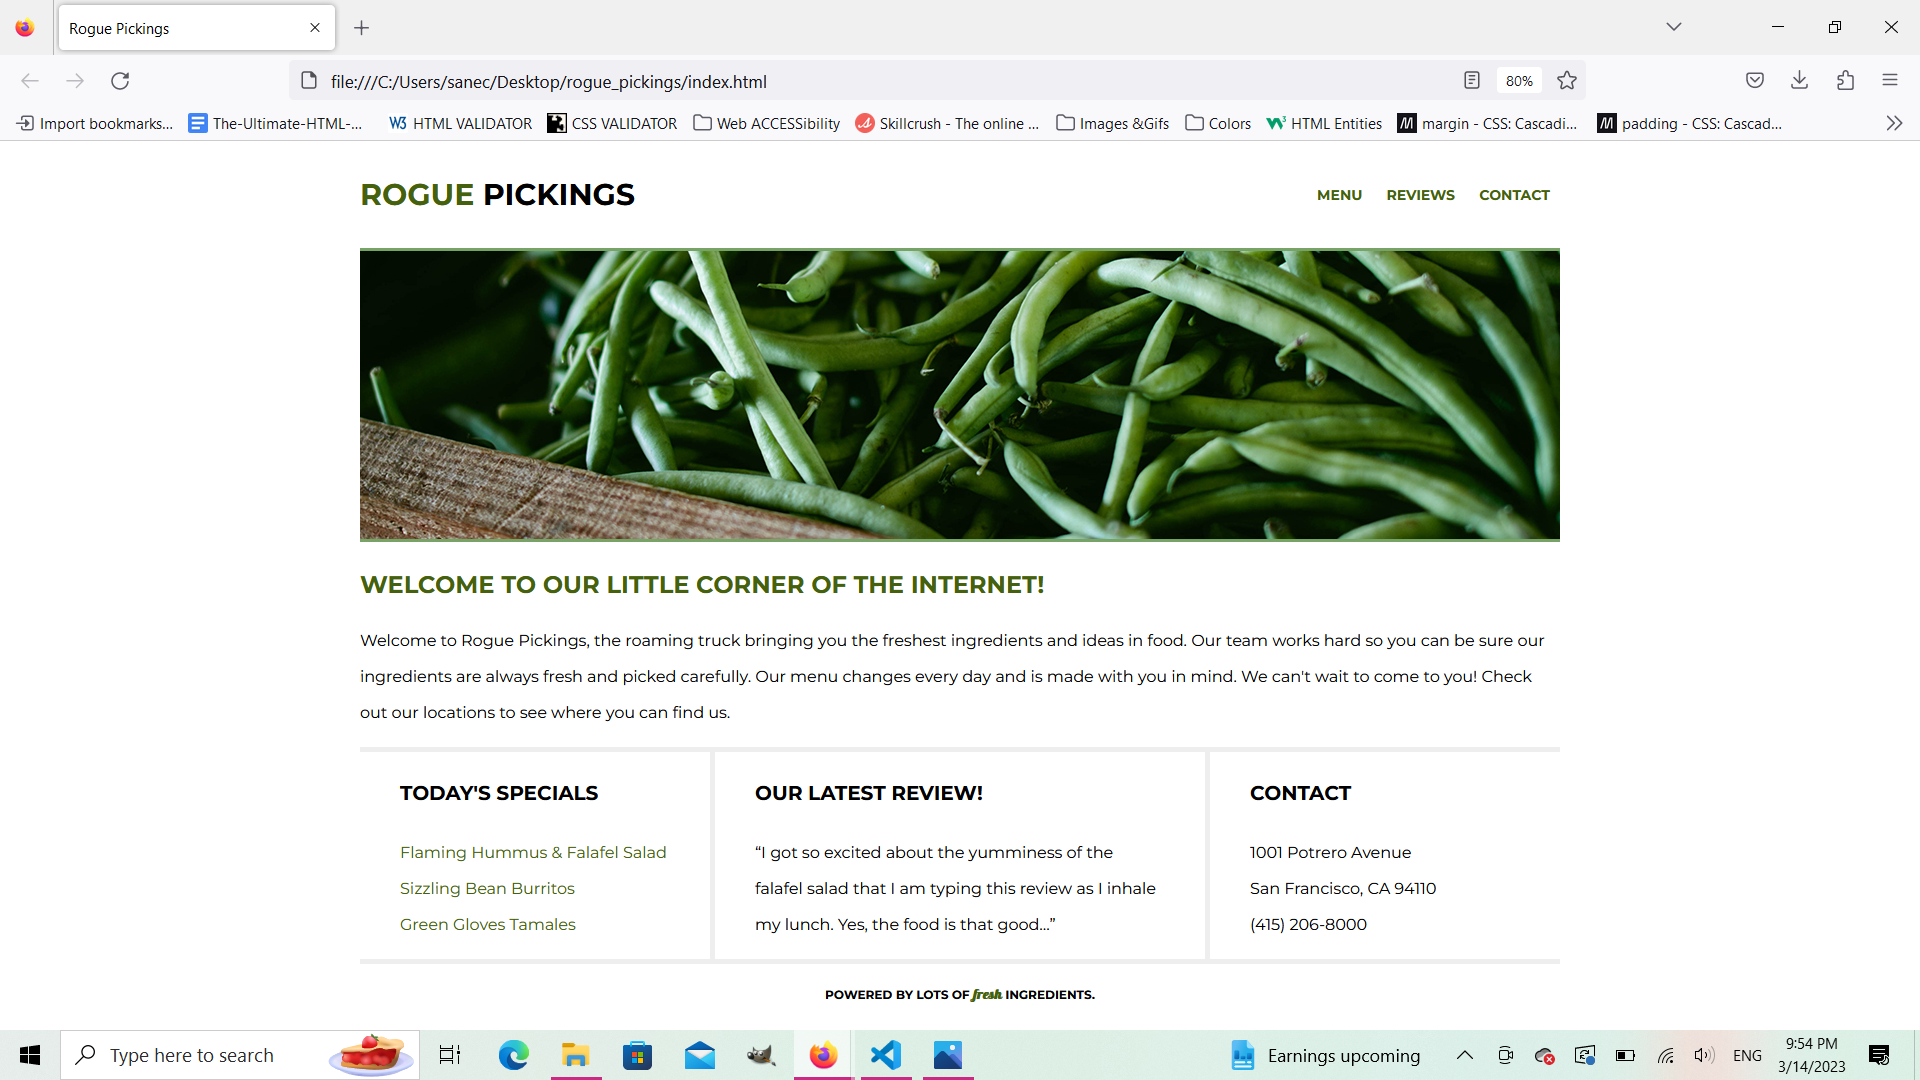 Rogue Pickings
file:///C:/Users/sanec/Desktop/rogue_pickings/index.html
80%
Import bookmarks... The-Ultimate-HTML-... W3 HTML VALIDATOR CSS VALIDATOR Web ACCESSibility Skillcrush - The online ... Images &Gifs Colors HTML Entities M margin - CSS: Cascadi... M padding - CSS: Cascad...
ROGUE PICKINGS
MENU REVIEWS CONTACT
WELCOME TO OUR LITTLE CORNER OF THE INTERNET!
Welcome to Rogue Pickings, the roaming truck bringing you the freshest ingredients and ideas in food. Our team works hard so you can be sure our
ingredients are always fresh and picked carefully. Our menu changes every day and is made with you in mind. We can't wait to come to you! Check
out our locations to see where you can find us.
TODAY'S SPECIALS
Flaming Hummus & Falafel Salad
Sizzling Bean Burritos
Green Gloves Tamales
OUR LATEST REVIEW!
“I got so excited about the yumminess of the
falafel salad that I am typing this review as I inhale
my lunch. Yes, the food is that good...”
CONTACT
1001 Potrero Avenue
San Francisco, CA 94110
(415) 206-8000
POWERED BY LOTS OF fresh INGREDIENTS.
Type here to search
Earnings upcoming
ENG
9:54 PM
3/14/2023